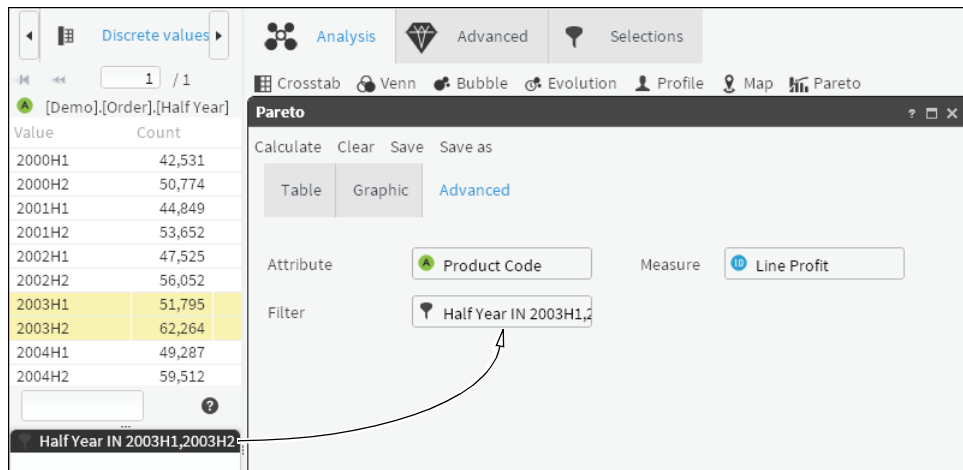 Discrete values
1 / 1
[Demo].[Order].[Half Year]
Value Count
2000H1 42,531
2000H2 50,774
2001H1 44,849
2001H2 53,652
2002H1 47,525
2002H2 56,052
2003H1 51,795
2003H2 62,264
2004H1 49,287
2004H2 59,512
Half Year IN 2003H1,2003H2
Analysis Advanced Selections
Crosstab Venn Bubble Evolution Profile Map Pareto
Pareto
Calculate Clear Save Save as
Table Graphic Advanced
Attribute A Product Code Measure 1.0 Line Profit
Filter Half Year IN 2003H1,2